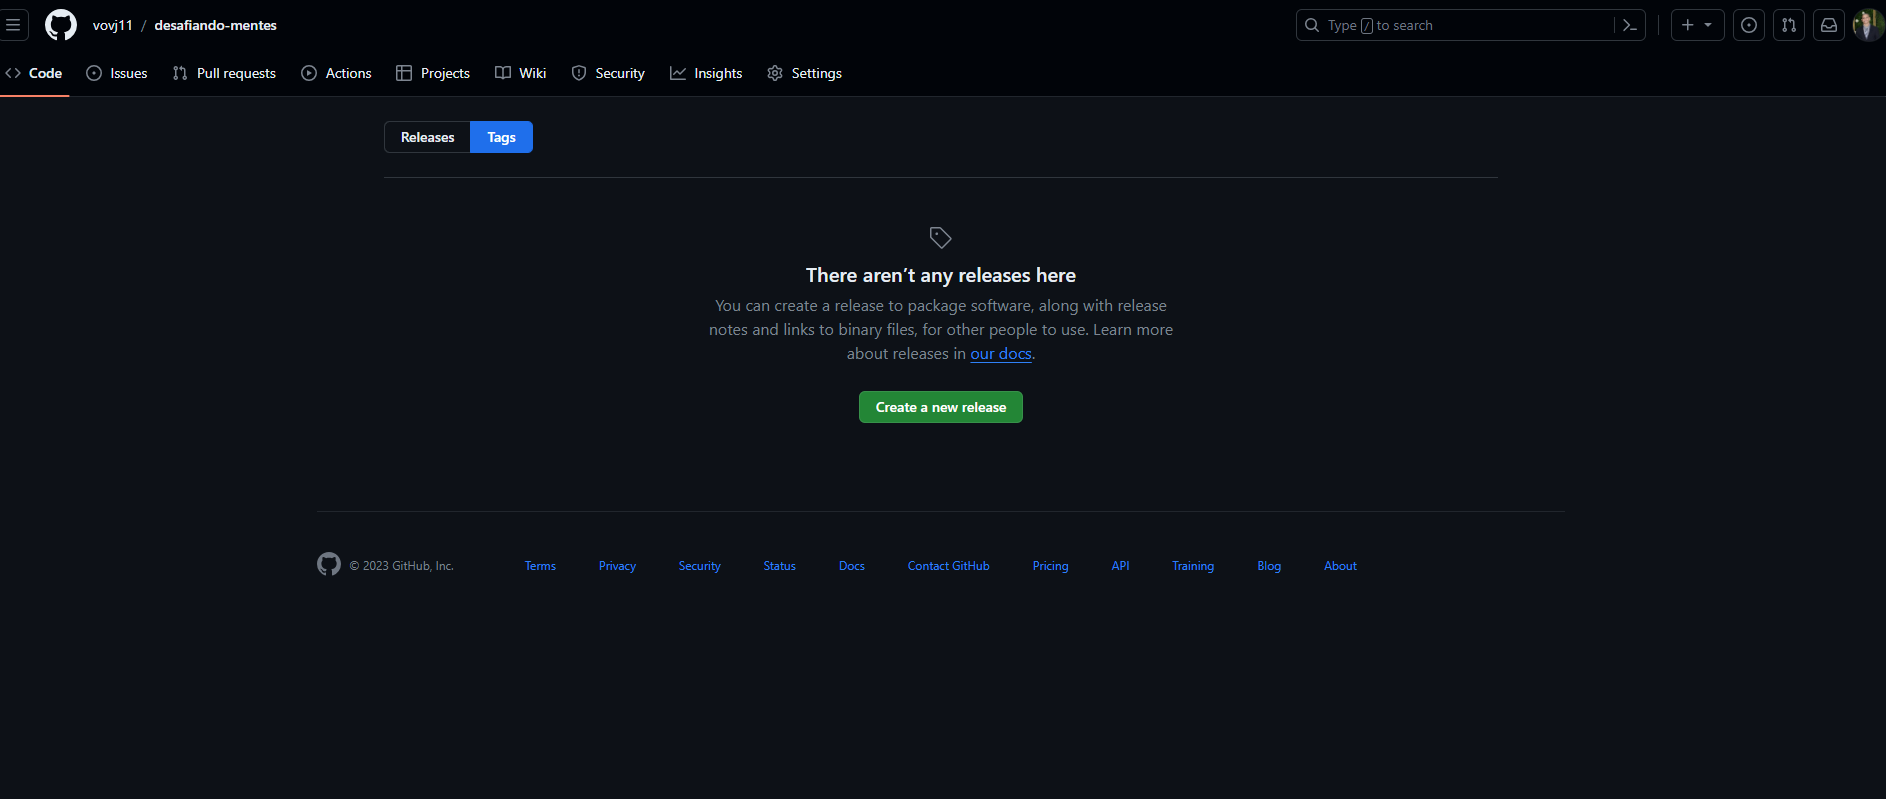 vovj11 / desafiando-mentes
Type / to search
Code Issues Pull requests Actions Projects Wiki Security Insights Settings
Releases Tags
There aren’t any releases here
You can create a release to package software, along with release
notes and links to binary files, for other people to use. Learn more
about releases in our docs.
Create a new release
© 2023 GitHub, Inc. Terms Privacy Security Status Docs Contact GitHub Pricing API Training Blog About